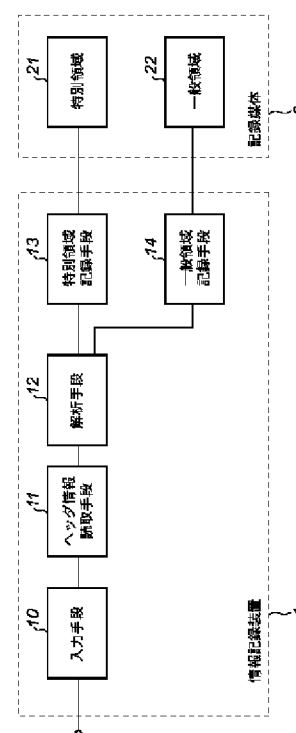 10
入力手段
11
ヘッダ情報
読取手段
12
解析手段
13
特別領域
記録手段
14
一般領域
記録手段
情報記録装置
1
21
特別領域
22
一般領域
記録媒体